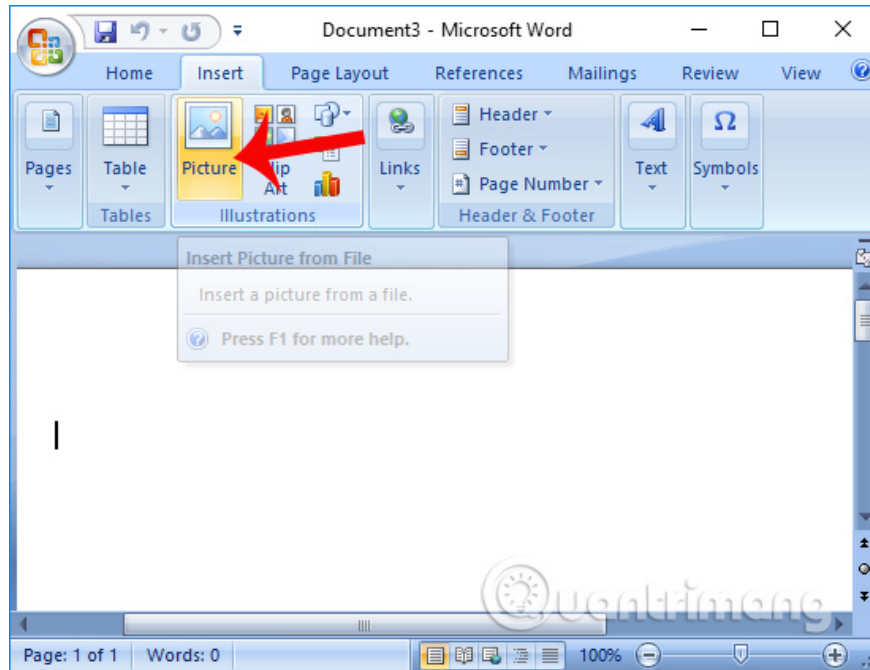 Document3 - Microsoft Word
Home Insert Page Layout References Mailings Review View
Pages
Table
Tables
Picture
Art
Illustrations
Links
Header
Footer
Page Number
Header & Footer
Text
Symbols
Insert Picture from File
Insert a picture from a file.
Press F1 for more help.
Quantrimang
Page: 1 of 1 Words: 0 100%